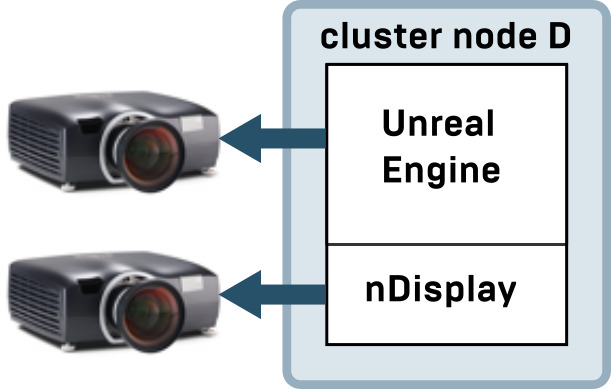 cluster node D
Unreal
Engine
nDisplay